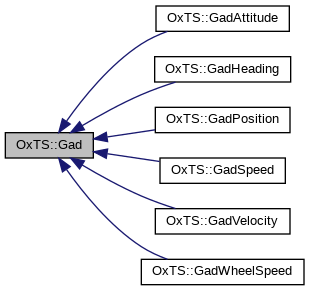 OxTS::GadAttitude
OxTS::GadHeading
OxTS::GadPosition
OxTS::Gad
OxTS::GadSpeed
OxTS::GadVelocity
OxTS::GadWheelSpeed